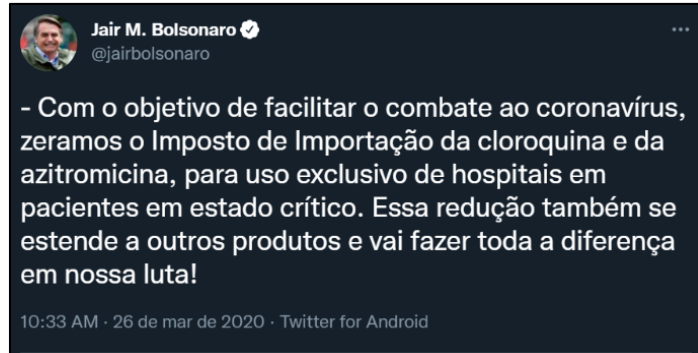 Jair M. Bolsonaro
@jairbolsonaro
- Com o objetivo de facilitar o combate ao coronavírus,
zeramos o Imposto de Importação da cloroquina e da
azitromicina, para uso exclusivo de hospitais em
pacientes em estado crítico. Essa redução também se
estende a outros produtos e vai fazer toda a diferença
em nossa luta!
10:33 AM · 26 de mar de 2020 · Twitter for Android